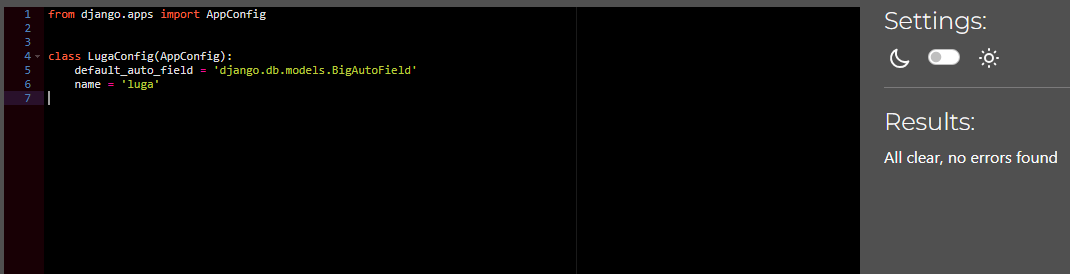 1 from django.apps import AppConfig
2
3
4 class LugaConfig(AppConfig):
5     default_auto_field = 'django.db.models.BigAutoField'
6     name = 'luga'
7
Settings:
Results:
All clear, no errors found